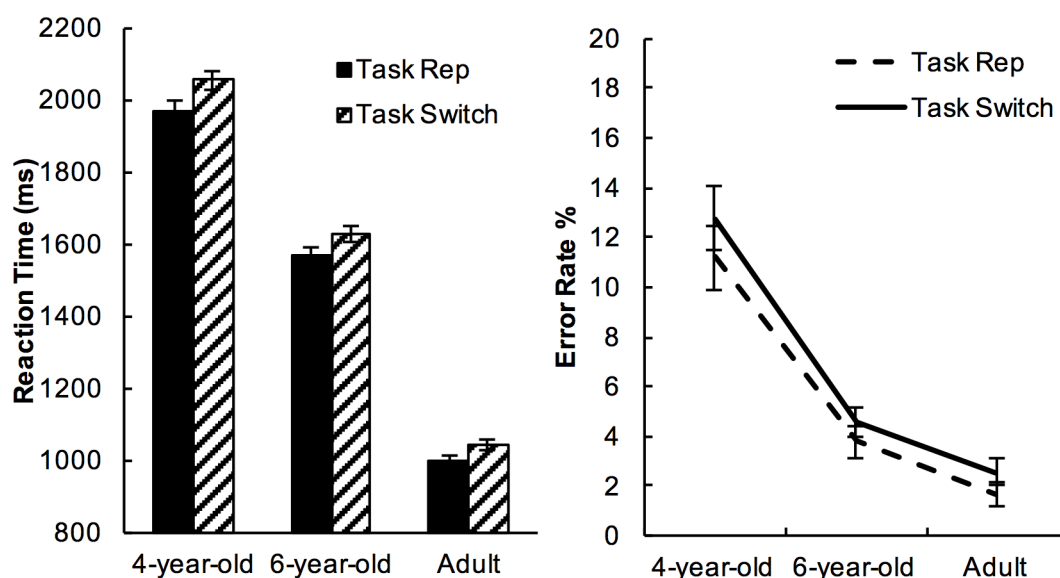 Reaction Time (ms)
2200
2000
1800
1600
1400
1200
1000
800
Task Rep
Task Switch
4-year-old 6-year-old Adult
Error Rate %
20
18
16
14
12
10
8
6
4
2
0
Task Rep
Task Switch
4-year-old 6-year-old Adult